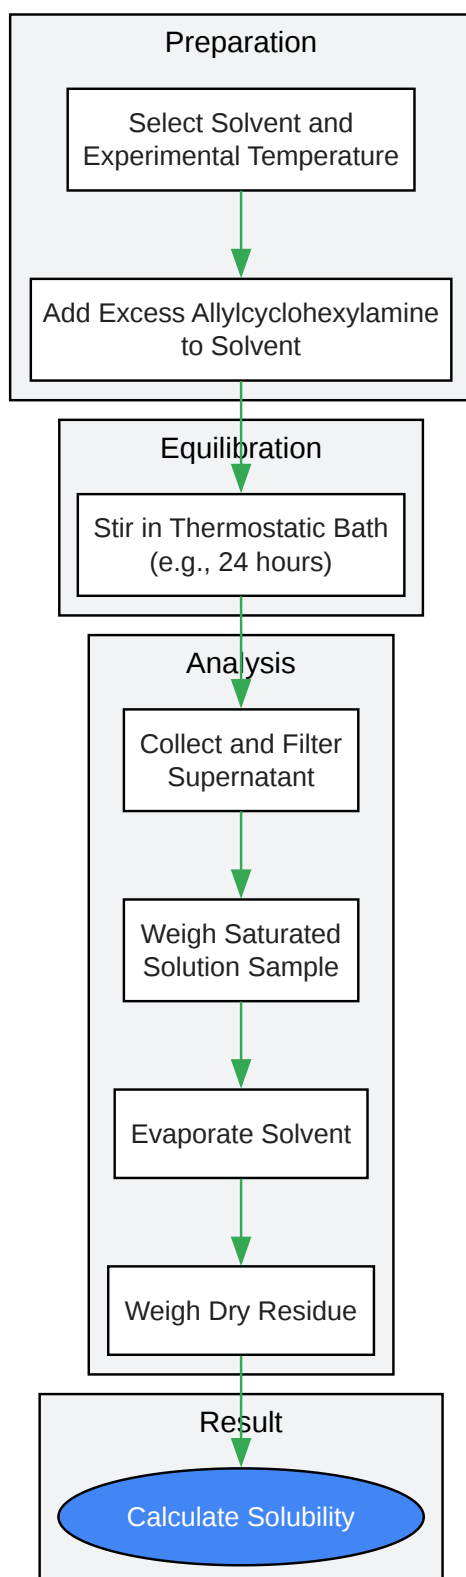 Preparation
Select Solvent and
Experimental Temperature
Add Excess Allylcyclohexylamine
to Solvent
Equilibration
Stir in Thermostatic Bath
(e.g., 24 hours)
Analysis
Collect and Filter
Supernatant
Weigh Saturated
Solution Sample
Evaporate Solvent
Weigh Dry Residue
Result
Calculate Solubility